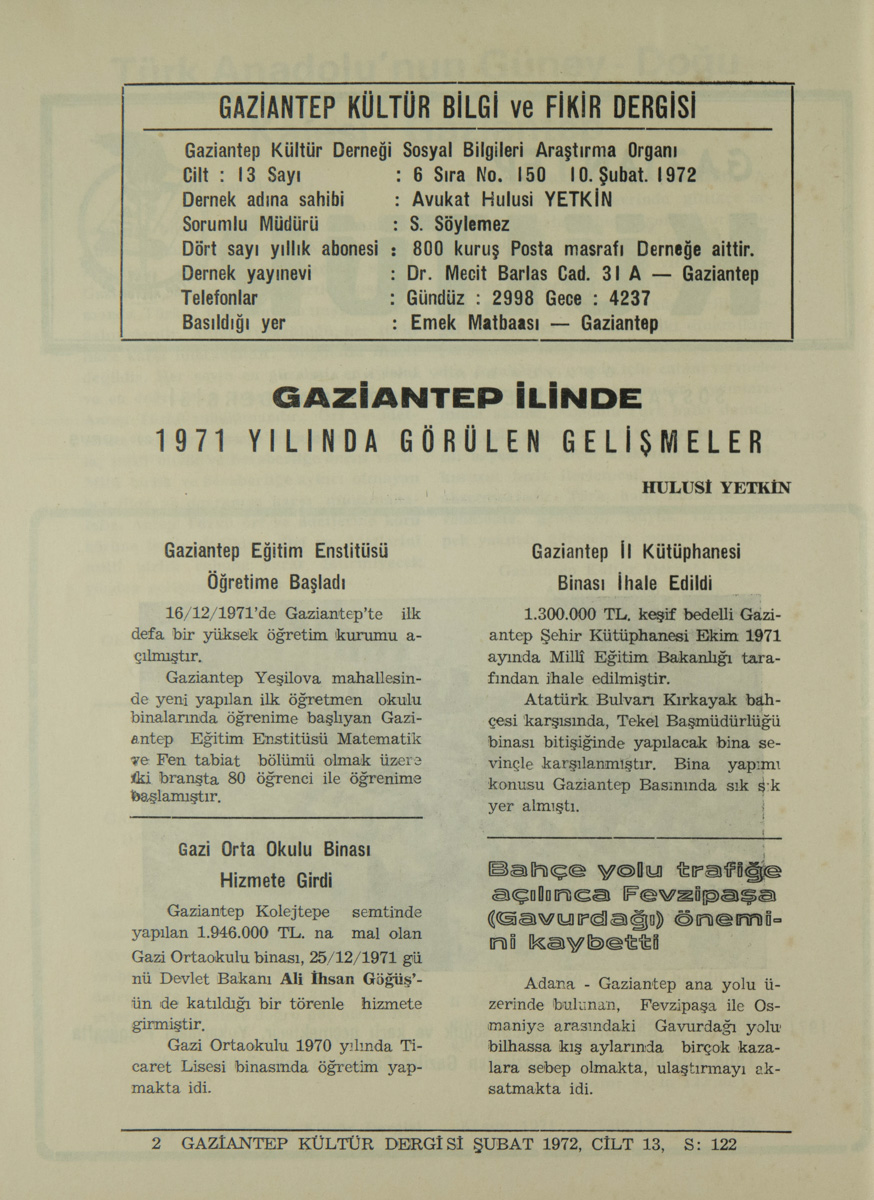 GAZİANTEP KÜLTÜR BİLGİ ve FİKİR DERGİSİ
Gaziantep Kültür Derneği Sosyal Bilgileri Araştırma Organı
Cilt : 13 Sayı : 6 Sıra No. 150 10. Şubat. 1972
Dernek adına sahibi : Avukat Hulusi YETKİN
Sorumlu Müdürü : S. Söylemez
Dört sayı yıllık abonesi : 800 kuruş Posta masrafı Derneğe aittir.
Dernek yayınevi : Dr. Mecit Barlas Cad. 31 A — Gaziantep
Telefonlar : Gündüz : 2998 Gece : 4237
Basıldığı yer : Emek Matbaası — Gaziantep
GAZİANTEP İLİNDE
1971 YILINDA GÖRÜLEN GELİŞMELER
HULUSİ YETKİN
Gaziantep Eğitim Enstitüsü
Öğretime Başladı
16/12/1971'de Gaziantep'te ilk
defa bir yüksek öğretim kurumu a-
çılmıştır.
Gaziantep Yeşilova mahallesin-
de yeni yapılan ilk öğretmen okulu
binalarında öğrenime başlıyan Gazi-
antep Eğitim Enstitüsü Matematik
ve Fen tabiat bölümü olmak üzere
iki branşta 80 öğrenci ile öğrenime
başlamıştır.
Gazi Orta Okulu Binası
Hizmete Girdi
Gaziantep Kolejtepe semtinde
yapılan 1.946.000 TL. na mal olan
Gazi Ortaokulu binası, 25/12/1971 gü
nü Devlet Bakanı Ali İhsan Göğüş'-
ün de katıldığı bir törenle hizmete
girmiştir.
Gazi Ortaokulu 1970 yılında Ti-
caret Lisesi binasında öğretim yap-
makta idi.
Gaziantep İl Kütüphanesi
Binası İhale Edildi
1.300.000 TL. keşif bedelli Gazi-
antep Şehir Kütüphanesi Ekim 1971
ayında Millî Eğitim Bakanlığı tara-
fından ihale edilmiştir.
Atatürk Bulvarı Kırkayak bah-
çesi karşısında, Tekel Başmüdürlüğü
binası bitişiğinde yapılacak bina se-
vinçle karşılanmıştır. Bina yapımı
konusu Gaziantep Basınında sık sık
yer almıştı.
Bahçe yolu trafiğe
açılınca Fevzipaşa
(Gavurdağı) önemi-
ni kaybetti
Adana - Gaziantep ana yolu ü-
zerinde bulunan, Fevzipaşa ile Os-
maniye arasındaki Gavurdağı yolu
bilhassa kış aylarında birçok kaza-
lara sebep olmakta, ulaştırmayı ak-
satmakta idi.
2 GAZİANTEP KÜLTÜR DERGİSİ ŞUBAT 1972, CİLT 13, S: 122